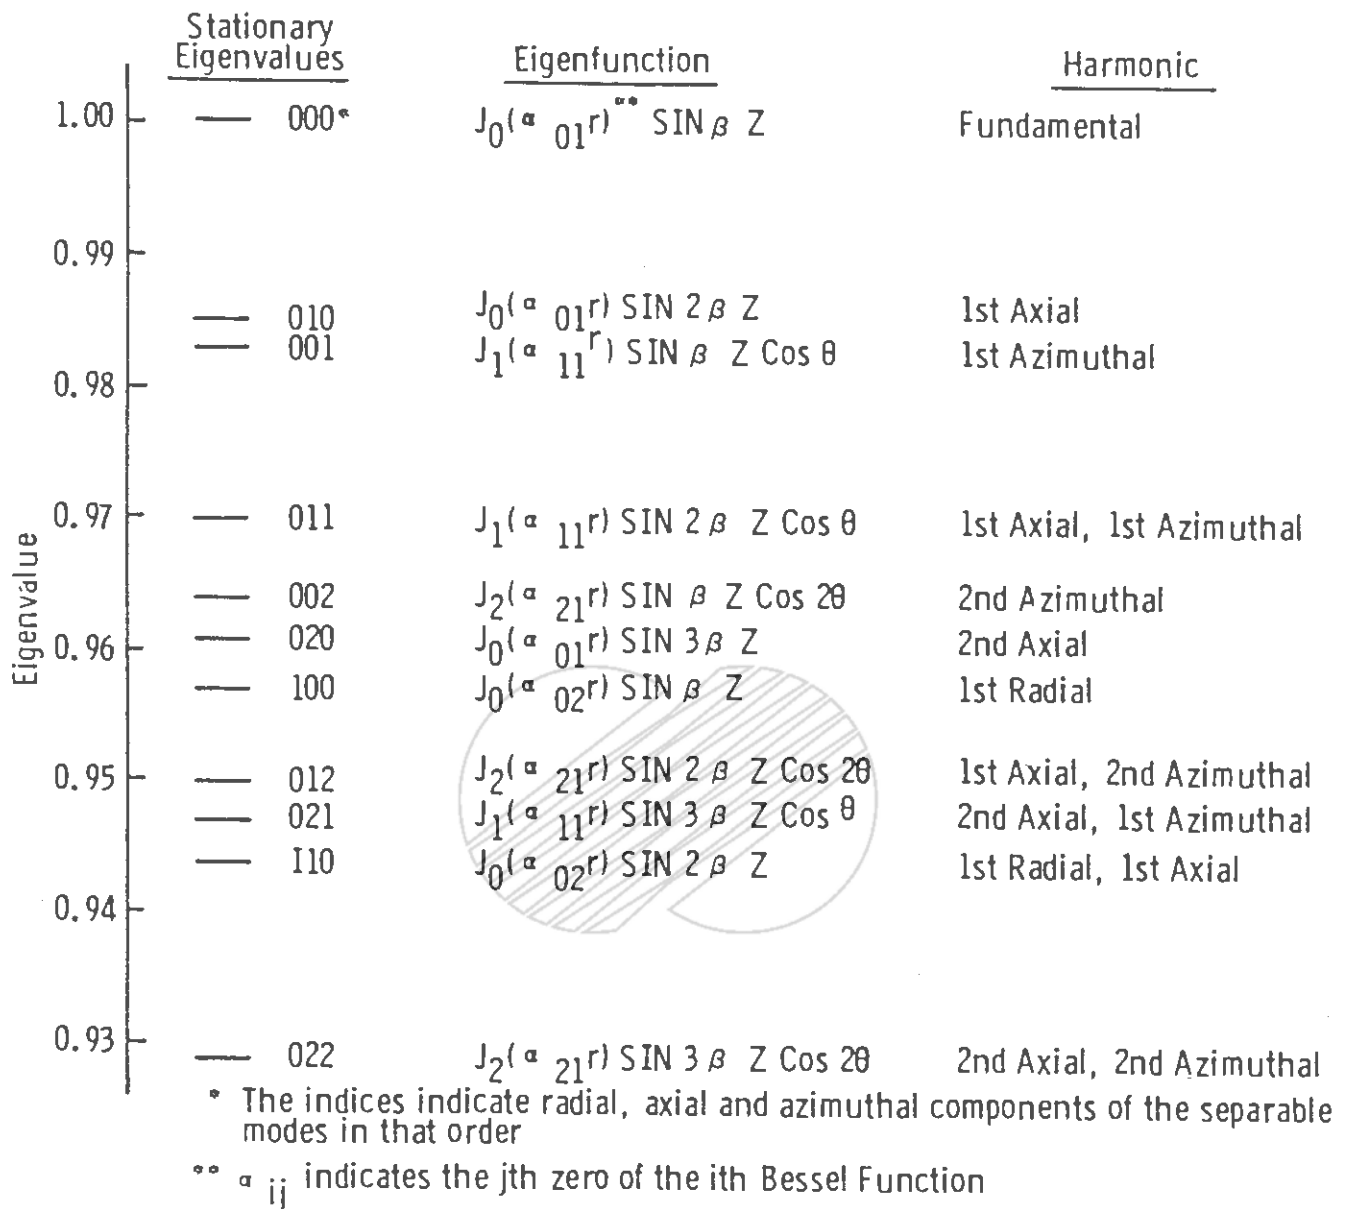 Stationary
Eigenvalues Eigenfunction Harmonic
1.00 000* J0(α 01r)** SIN β Z Fundamental
0.99
010 J0(α 01r) SIN 2 β Z 1st Axial
001 J1(α 11r) SIN β Z Cos θ 1st Azimuthal
0.98
0.97 011 J1(α 11r) SIN 2 β Z Cos θ 1st Axial, 1st Azimuthal
002 J2(α 21r) SIN β Z Cos 2θ 2nd Azimuthal
0.96 020 J0(α 01r) SIN 3 β Z 2nd Axial
100 J0(α 02r) SIN β Z 1st Radial
0.95 012 J2(α 21r) SIN 2 β Z Cos 2θ 1st Axial, 2nd Azimuthal
021 J1(α 11r) SIN 3 β Z Cos θ 2nd Axial, 1st Azimuthal
I10 J0(α 02r) SIN 2 β Z 1st Radial, 1st Axial
0.94
0.93 022 J2(α 21r) SIN 3 β Z Cos 2θ 2nd Axial, 2nd Azimuthal
Eigenvalue
* The indices indicate radial, axial and azimuthal components of the separable
modes in that order
** α ij indicates the jth zero of the ith Bessel Function